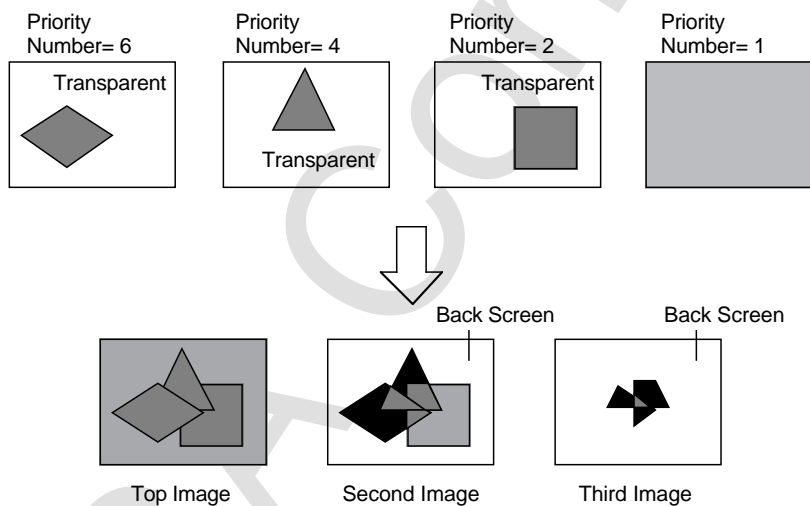 Priority
Number= 6
Priority
Number= 4
Priority
Number= 2
Priority
Number= 1
Transparent
Transparent
Transparent
Back Screen
Back Screen
Top Image
Second Image
Third Image